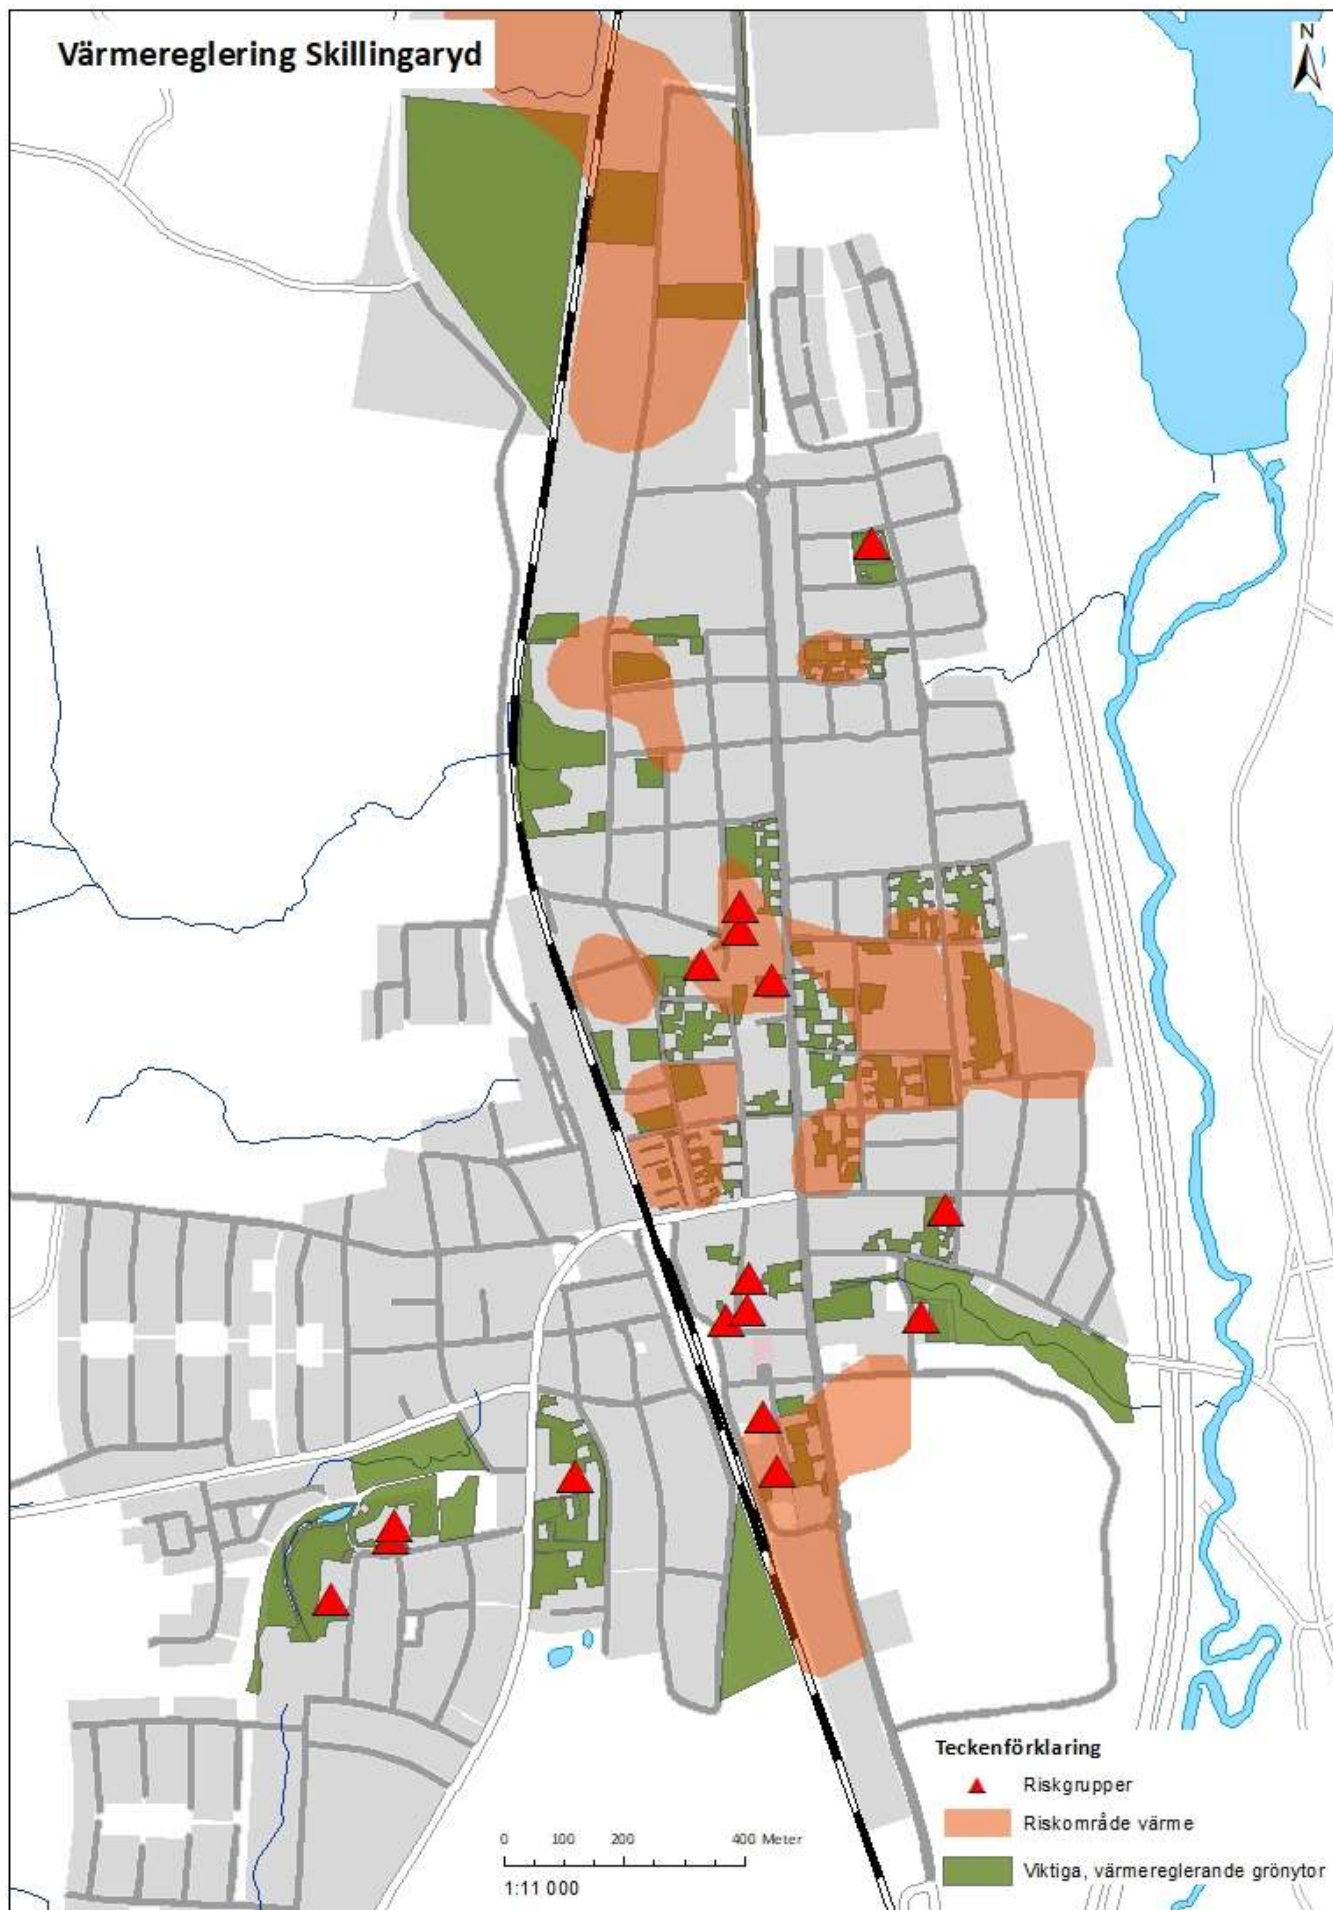 Värmereglering Skillingaryd
N
Teckenförklaring
Riskgrupper
Riskområde värme
Viktiga, värmereglerande grönytor
0 100 200 400 Meter
1:11 000